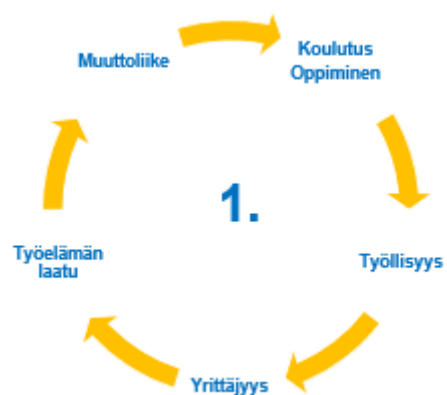 Muuttoliike
Koulutus
Oppiminen
1.
Työllisyys
Yrittäjyys
Työelämän
laatu